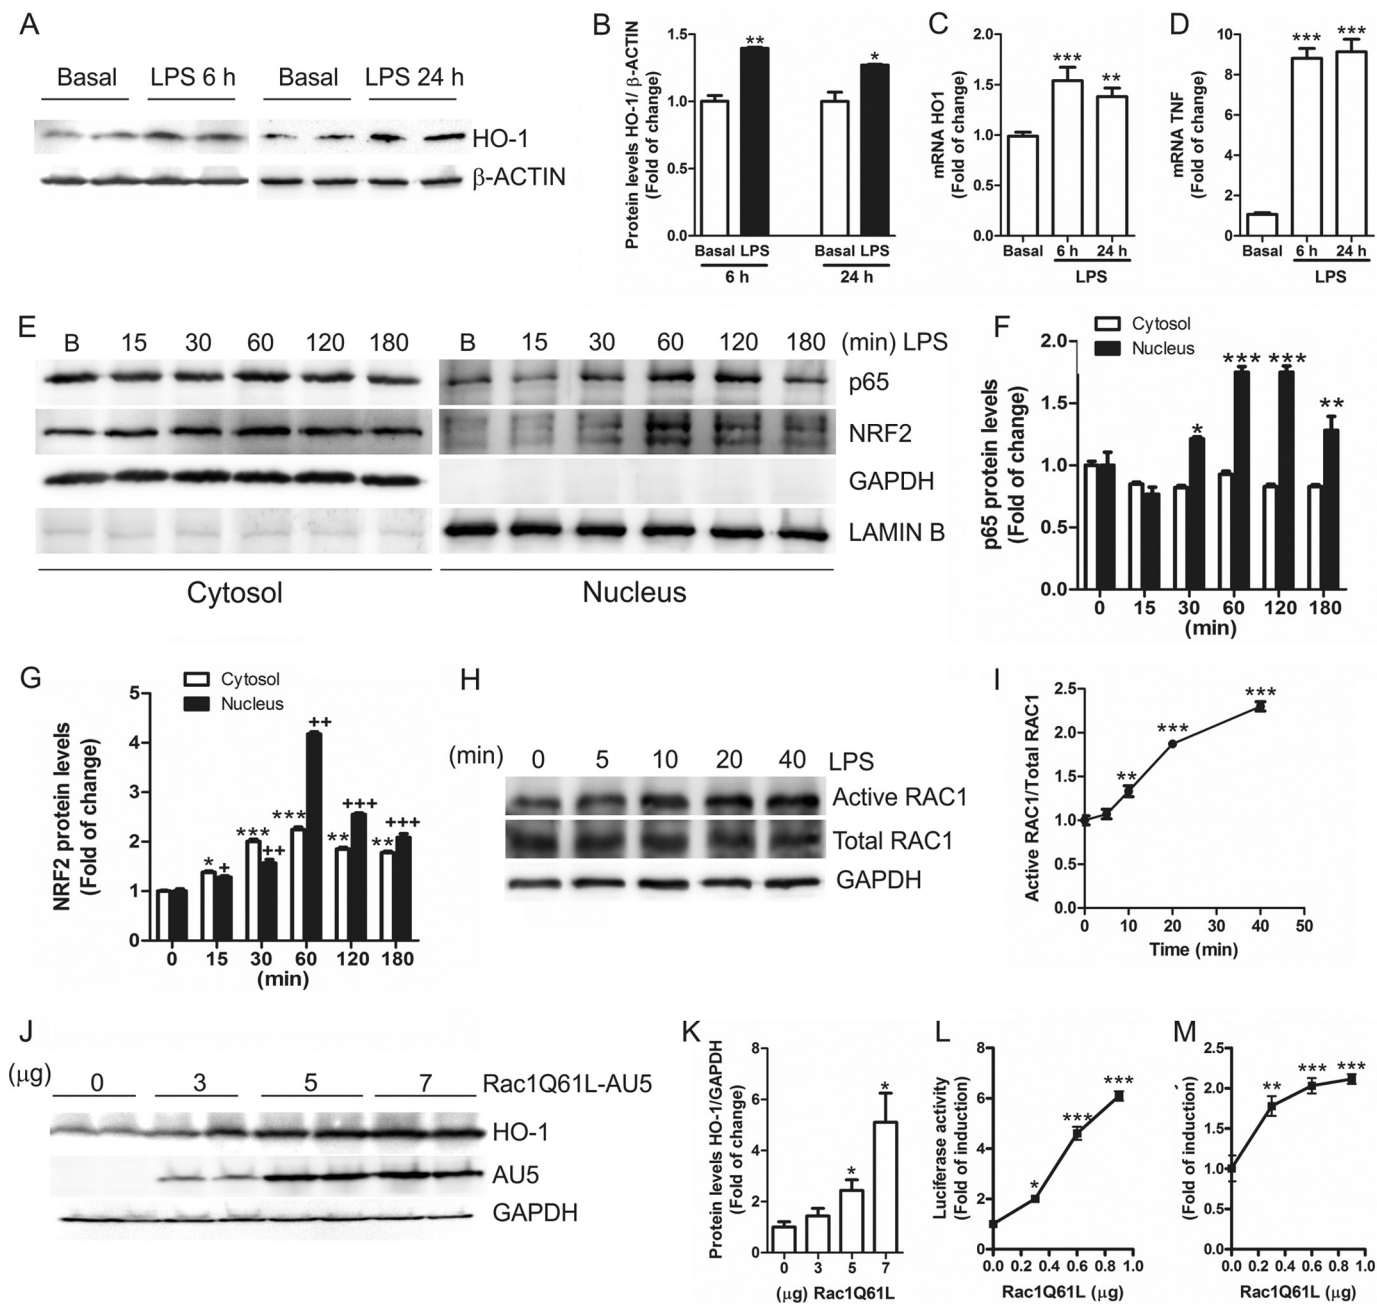 A
Basal LPS 6 h Basal LPS 24 h
HO-1
β-ACTIN
B
Protein levels HO-1/ β-ACTIN
(Fold of change)
1.5
1.0
0.5
0.0
** *
Basal LPS Basal LPS
6 h 24 h
C
mRNA HO1
(Fold of change)
2.0
1.5
1.0
0.5
0.0
*** **
Basal 6 h 24 h
LPS
D
mRNA TNF
(Fold of change)
10
8
6
4
2
0
*** ***
Basal 6 h 24 h
LPS
E
B 15 30 60 120 180 B 15 30 60 120 180 (min) LPS
p65
NRF2
GAPDH
LAMIN B
Cytosol Nucleus
F
Cytosol
Nucleus
p65 protein levels
(Fold of change)
2.0
1.5
1.0
0.5
0.0
* *** *** **
0 15 30 60 120 180
(min)
G
Cytosol
Nucleus
NRF2 protein levels
(Fold of change)
5
4
3
2
1
0
* + *** ++ *** ++ ** +++ ** +++
0 15 30 60 120 180
(min)
H
(min) 0 5 10 20 40 LPS
Active RAC1
Total RAC1
GAPDH
I
Active RAC1/Total RAC1
2.5
2.0
1.5
1.0
0.5
0.0
** *** ***
0 10 20 30 40 50
Time (min)
J
(μg) 0 3 5 7 Rac1Q61L-AU5
HO-1
AU5
GAPDH
K
Protein levels HO-1/GAPDH
(Fold of change)
8
6
4
2
0
* *
0 3 5 7
(μg) Rac1Q61L
L
Luciferase activity
(Fold of induction)
8
6
4
2
0
* *** ***
0.0 0.2 0.4 0.6 0.8 1.0
Rac1Q61L (μg)
M
(Fold of induction)
2.5
2.0
1.5
1.0
0.5
0.0
** *** ***
0.0 0.2 0.4 0.6 0.8 1.0
Rac1Q61L (μg)